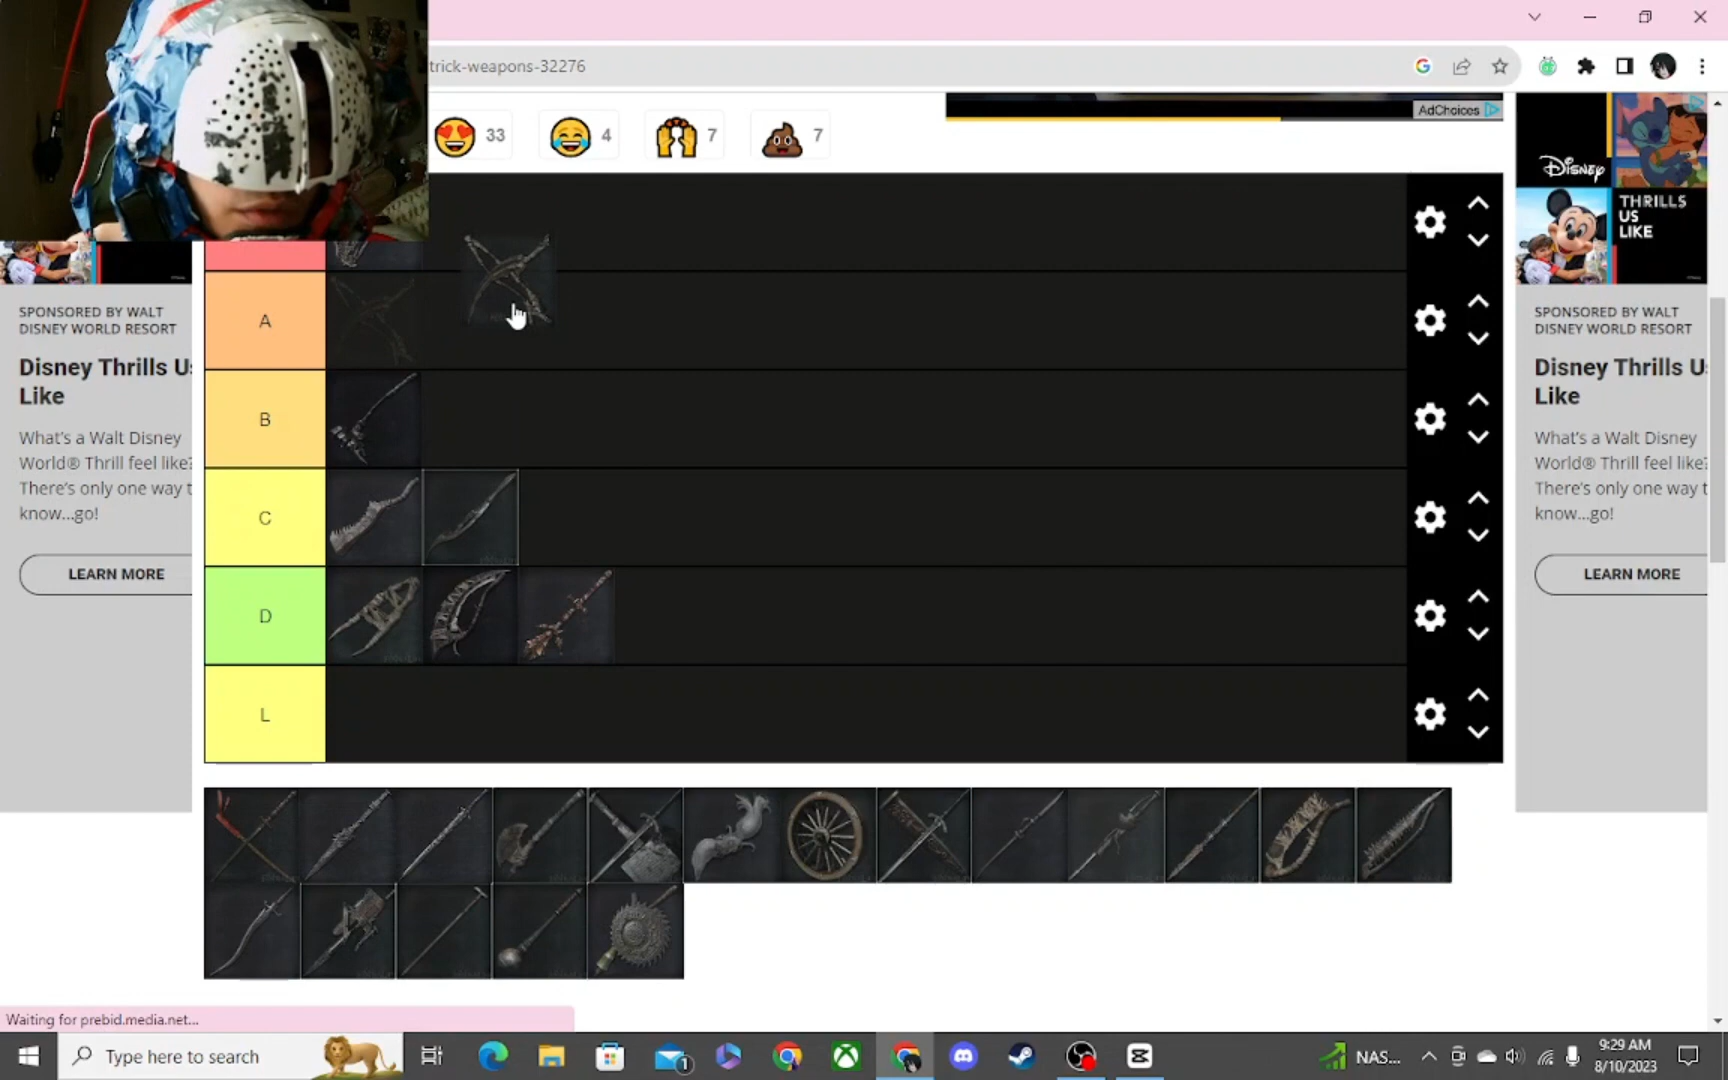 trick-weapons-32276
33
4
7
7
AdChoices
Disney
THRILLS
US
LIKE
A
B
C
D
L
SPONSORED BY WALT
DISNEY WORLD RESORT
Disney Thrills U
Like
What's a Walt Disney
World® Thrill feel like?
There's only one way t
know...go!
LEARN MORE
SPONSORED BY WALT
DISNEY WORLD RESORT
Disney Thrills U
Like
What's a Walt Disney
World® Thrill feel like?
There's only one way t
know...go!
LEARN MORE
Waiting for prebid.media.net...
Type here to search
1
NAS...
9:29 AM
8/10/2023